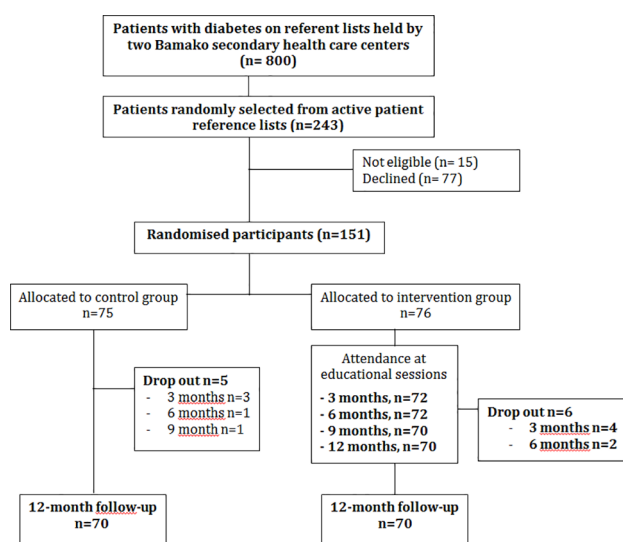 Patients with diabetes on referent lists held by
two Bamako secondary health care centers
(n= 800)
Patients randomly selected from active patient
reference lists (n=243)
Not eligible (n= 15)
Declined (n= 77)
Randomised participants (n=151)
Allocated to control group
n=75
Allocated to intervention group
n=76
Drop out n=5
- 3 months n=3
- 6 months n=1
- 9 month n=1
Attendance at
educational sessions
- 3 months, n=72
- 6 months, n=72
- 9 months, n=70
- 12 months, n=70
Drop out n=6
- 3 months n=4
- 6 months n=2
12-month follow-up
n=70
12-month follow-up
n=70